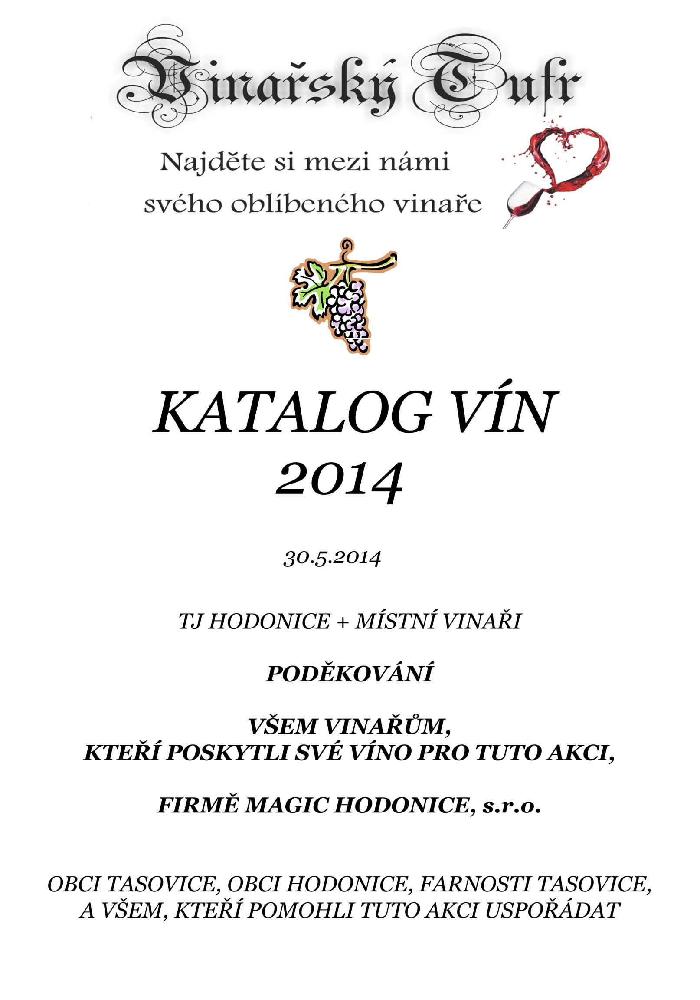 Vinařský Tufr
Najděte si mezi námi
svého oblíbeného vinaře
KATALOG VÍN
2014
30.5.2014
TJ HODONICE + MÍSTNÍ VINAŘI
PODĚKOVÁNÍ
VŠEM VINAŘŮM,
KTEŘÍ POSKYTLI SVÉ VÍNO PRO TUTO AKCI,
FIRMĚ MAGIC HODONICE, s.r.o.
OBCI TASOVICE, OBCI HODONICE, FARNOSTI TASOVICE,
A VŠEM, KTEŘÍ POMOHLI TUTO AKCI USPOŘÁDAT